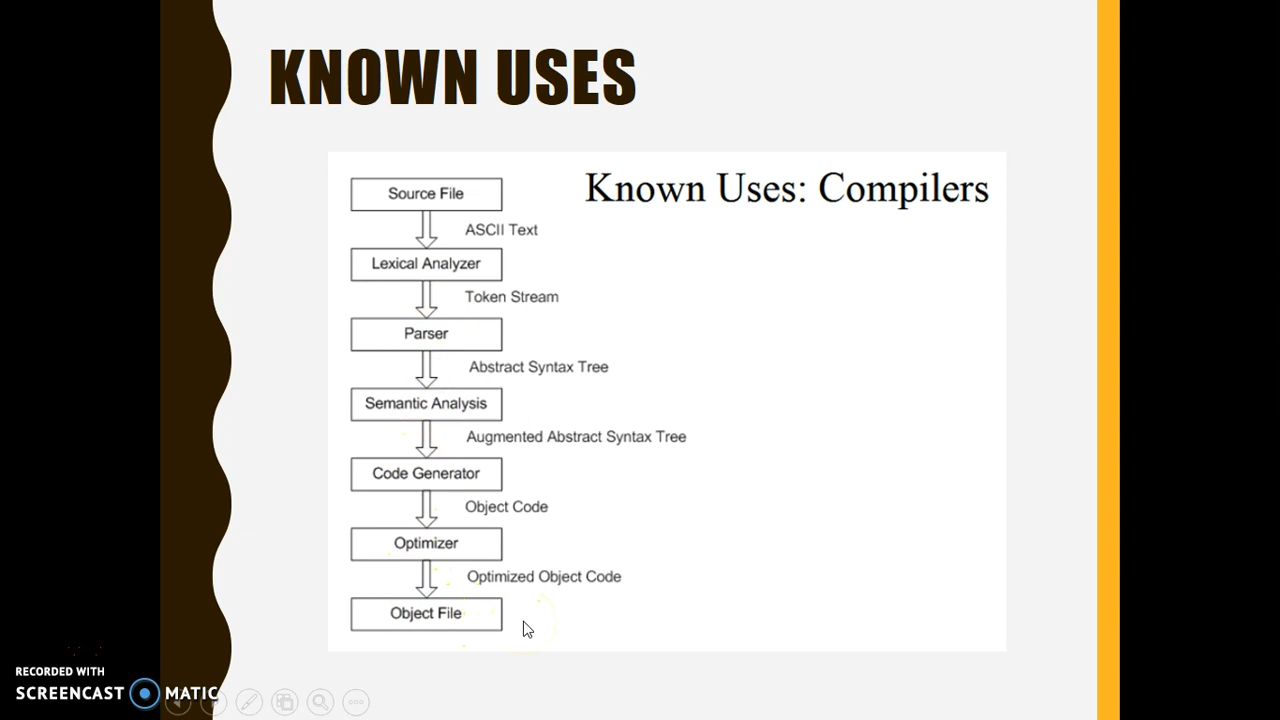 KNOWN USES
Known Uses: Compilers
Source File
ASCII Text
Lexical Analyzer
Token Stream
Parser
Abstract Syntax Tree
Semantic Analysis
Augmented Abstract Syntax Tree
Code Generator
Object Code
Optimizer
Optimized Object Code
Object File
RECORDED WITH
SCREENCAST MATIC